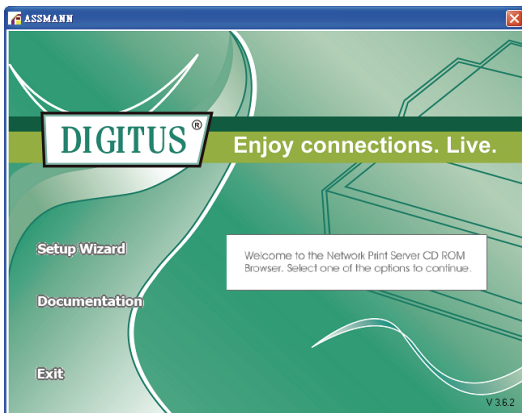 ASSMANN
DIGITUS®
Enjoy connections. Live.
Setup Wizard
Welcome to the Network Print Server CD ROM
Browser. Select one of the options to continue.
Documentation
Exit
V 3.6.2